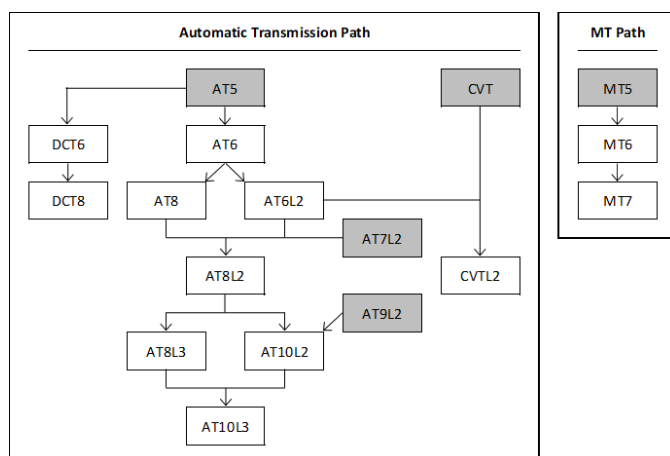 Automatic Transmission Path
MT Path
AT5
CVT
MT5
DCT6
AT6
MT6
DCT8
AT8
AT6L2
MT7
AT7L2
AT8L2
CVTL2
AT9L2
AT8L3
AT10L2
AT10L3